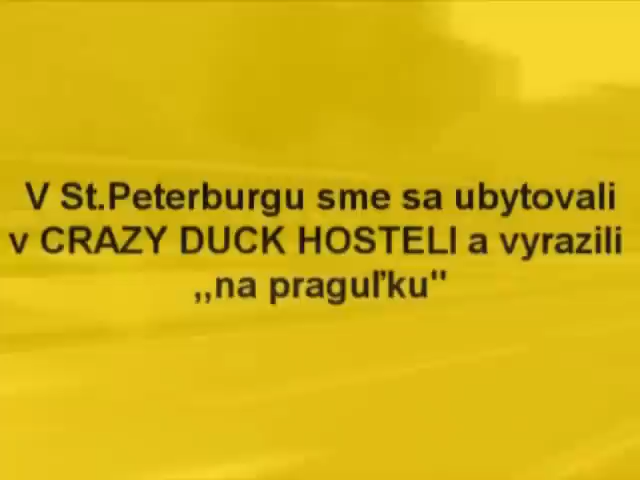 V St.Peterburgu sme sa ubytovali
v CRAZY DUCK HOSTELI a vyrazili
,,na praguľku"